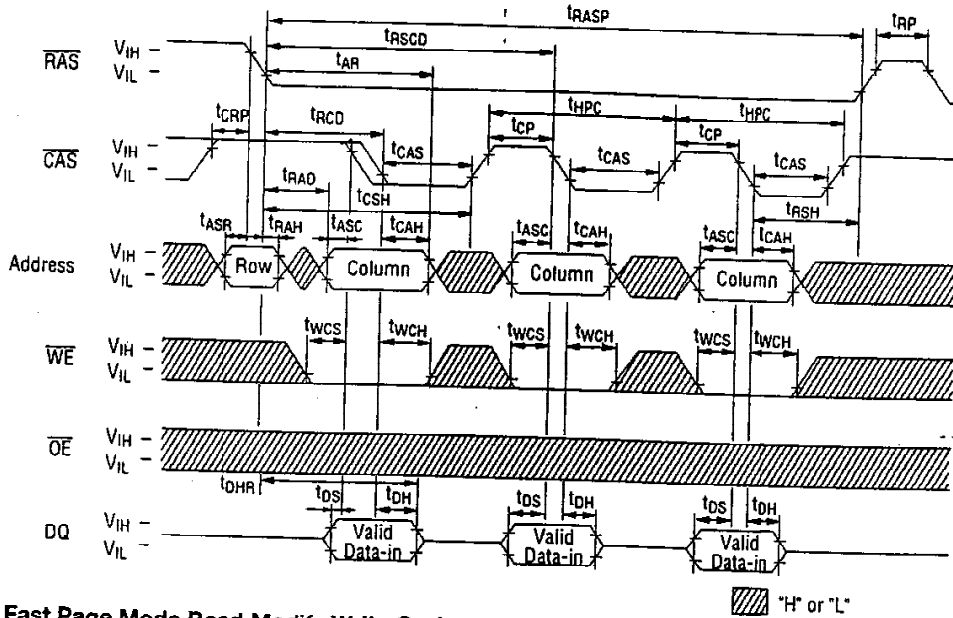 tRASP
tRP
tRSCD
tAR
RAS VIH
VIL
tCRP
tRCD
tHPC
tHPC
tCP
tCP
CAS VIH
VIL
tCAS
tCAS
tCAS
tRAD
tCSH
tRSH
tASR
tRAH
tASC
tCAH
tASC
tCAH
tASC
tCAH
Address VIH
VIL
Row
Column
Column
Column
tWCS
tWCH
tWCS
tWCH
tWCS
tWCH
WE VIH
VIL
OE VIH
VIL
tDHR
tDS
tDH
tDS
tDH
tDS
tDH
DQ VIH
VIL
Valid
Data-in
Valid
Data-in
Valid
Data-in
"H" or "L"